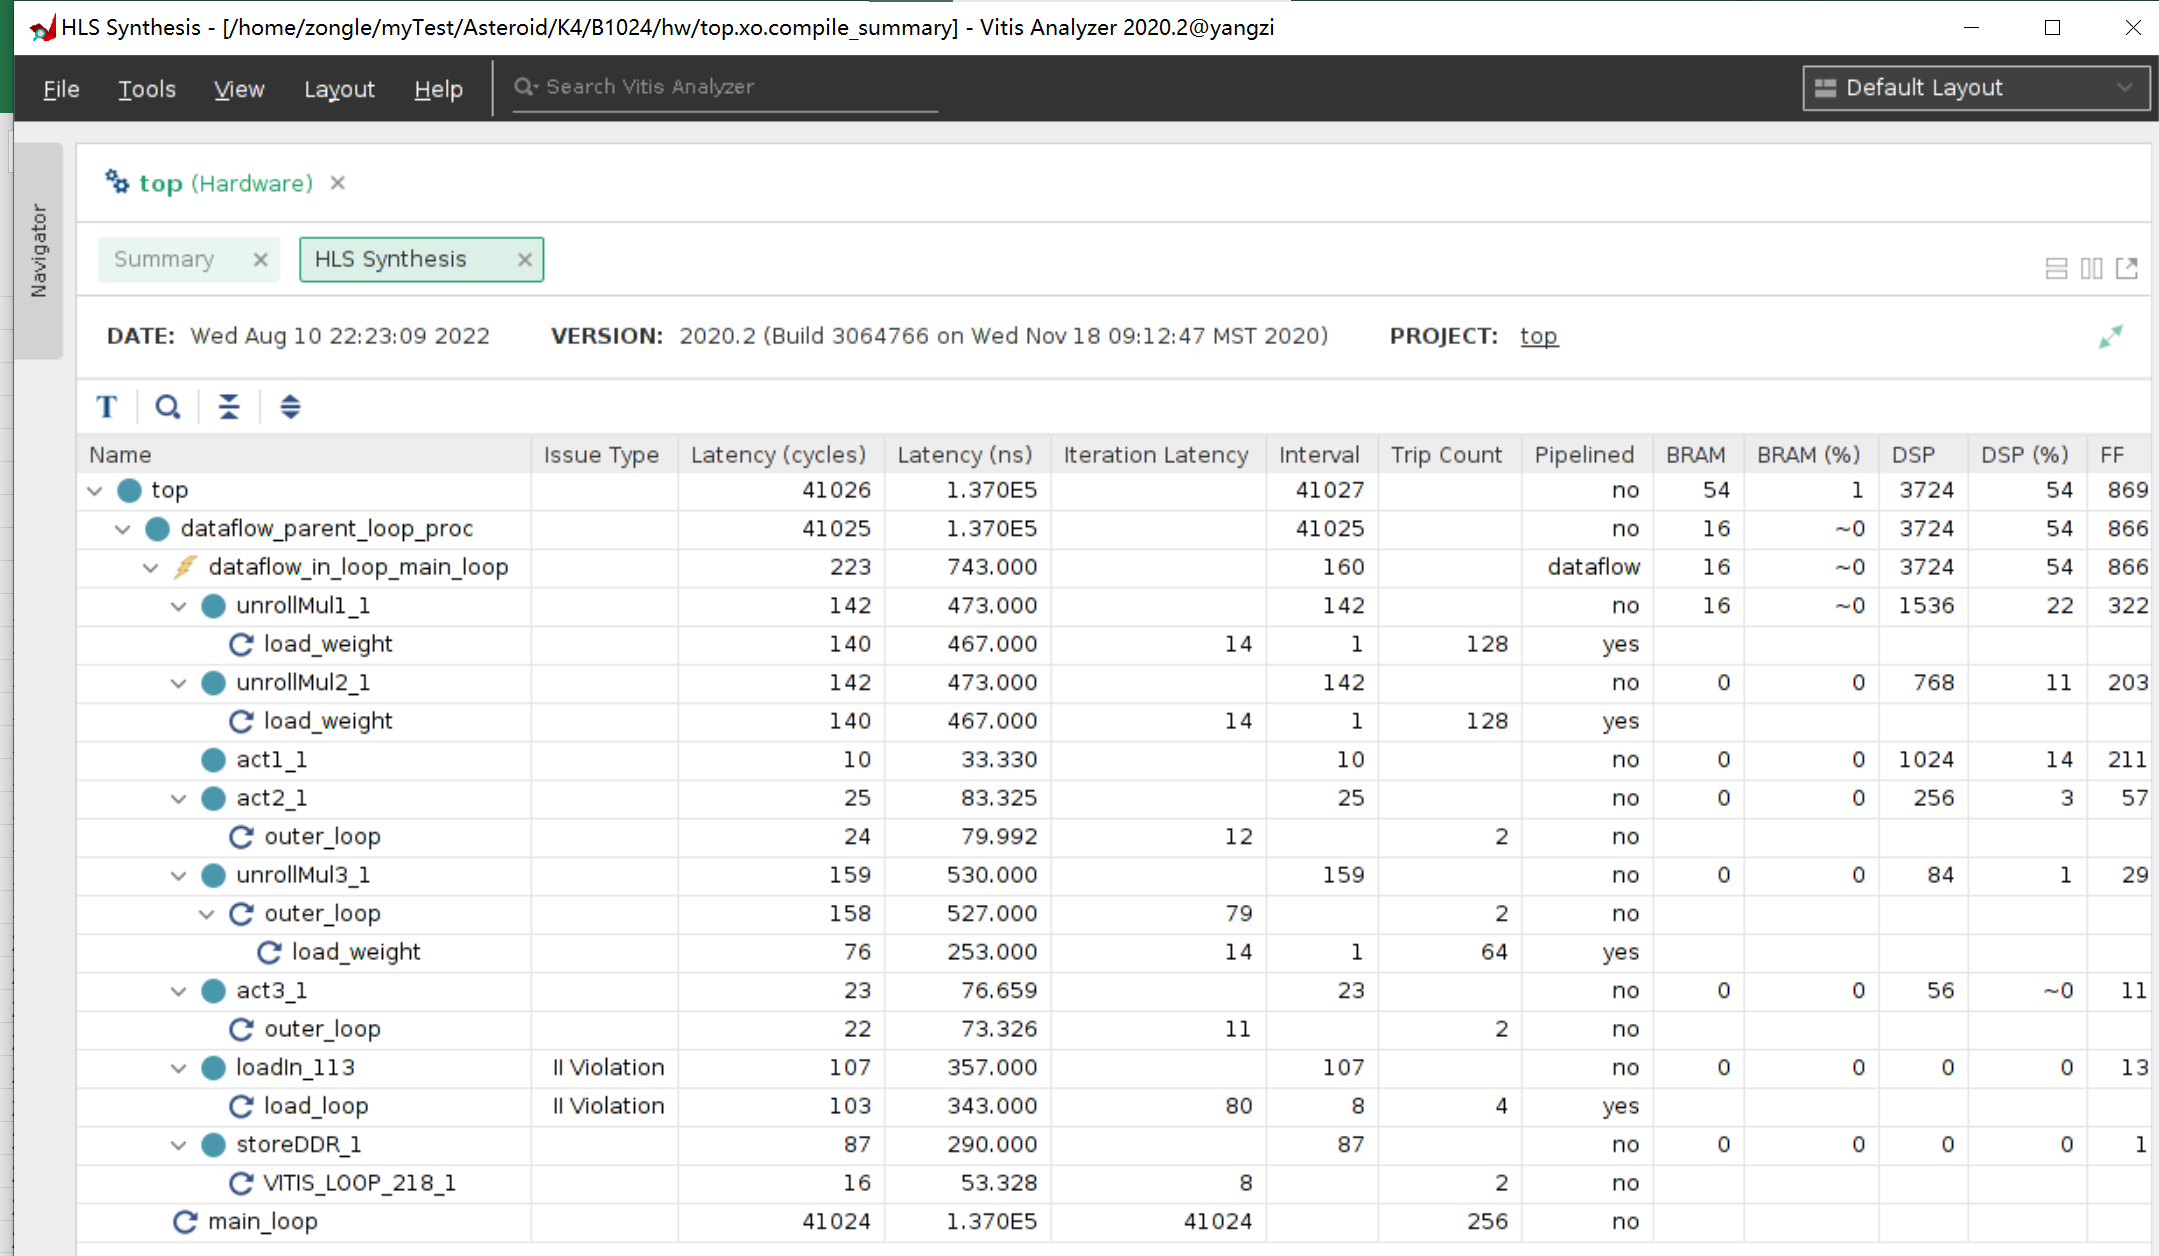 HLS Synthesis - [/home/zongle/myTest/Asteroid/K4/B1024/hw/top.xo.compile_summary] - Vitis Analyzer 2020.2@yangzi
File Tools View Layout Help Search Vitis Analyzer Default Layout
Navigator
top (Hardware)
Summary HLS Synthesis
DATE: Wed Aug 10 22:23:09 2022 VERSION: 2020.2 (Build 3064766 on Wed Nov 18 09:12:47 MST 2020) PROJECT: top
Name Issue Type Latency (cycles) Latency (ns) Iteration Latency Interval Trip Count Pipelined BRAM BRAM (%) DSP DSP (%) FF
top 41026 1.370E5 41027 no 54 1 3724 54 869
dataflow_parent_loop_proc 41025 1.370E5 41025 no 16 ~0 3724 54 866
dataflow_in_loop_main_loop 223 743.000 160 dataflow 16 ~0 3724 54 866
unrollMul1_1 142 473.000 142 no 16 ~0 1536 22 322
load_weight 140 467.000 14 1 128 yes
unrollMul2_1 142 473.000 142 no 0 0 768 11 203
load_weight 140 467.000 14 1 128 yes
act1_1 10 33.330 10 no 0 0 1024 14 211
act2_1 25 83.325 25 no 0 0 256 3 57
outer_loop 24 79.992 12 2 no
unrollMul3_1 159 530.000 159 no 0 0 84 1 29
outer_loop 158 527.000 79 2 no
load_weight 76 253.000 14 1 64 yes
act3_1 23 76.659 23 no 0 0 56 ~0 11
outer_loop 22 73.326 11 2 no
loadIn_113 II Violation 107 357.000 107 no 0 0 0 0 13
load_loop II Violation 103 343.000 80 8 4 yes
storeDDR_1 87 290.000 87 no 0 0 0 0 1
VITIS_LOOP_218_1 16 53.328 8 2 no
main_loop 41024 1.370E5 41024 256 no